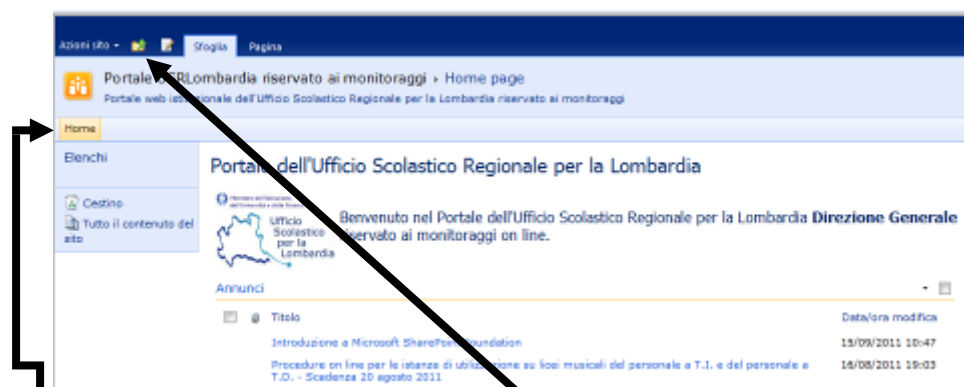 Azioni sito
Sfoglia
Pagina
Portale USRLombardia riservato ai monitoraggi › Home page
Portale web istituzionale dell'Ufficio Scolastico Regionale per la Lombardia riservato ai monitoraggi
Home
Elenchi
Cestino
Tutto il contenuto del
sito
Portale dell'Ufficio Scolastico Regionale per la Lombardia
Ufficio
Scolastico
per la
Lombardia
Benvenuto nel Portale dell'Ufficio Scolastico Regionale per la Lombardia Direzione Generale
riservato ai monitoraggi on line.
Annunci
Titolo
Data/ora modifica
Introduzione a Microsoft SharePoint Foundation
15/09/2011 10:47
Procedure on line per le istanze di utilizzazione su licei musicali del personale a T.I. e del personale a
T.D. - Scadenza 20 agosto 2011
16/08/2011 19:03